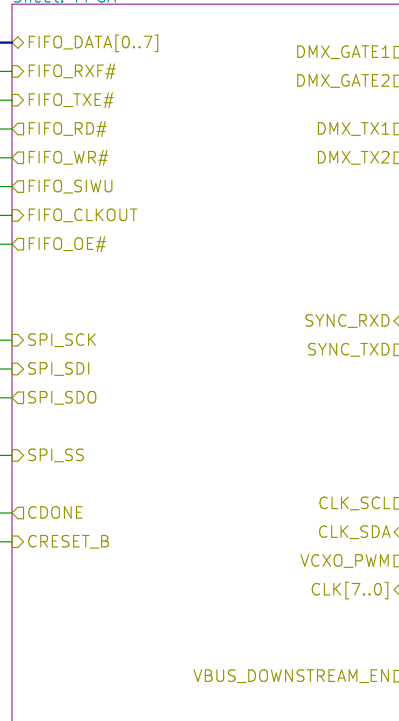 FIFO_DATA[0..7]
FIFO_RXF#
FIFO_TXE#
FIFO_RD#
FIFO_WR#
FIFO_SIWU
FIFO_CLKOUT
FIFO_OE#
SPI_SCK
SPI_SDI
SPI_SDO
SPI_SS
CDONE
CRESET_B
DMX_GATE1
DMX_GATE2
DMX_TX1
DMX_TX2
SYNC_RXD
SYNC_TXD
CLK_SCL
CLK_SDA
VCXO_PWM
CLK[7..0]
VBUS_DOWNSTREAM_EN